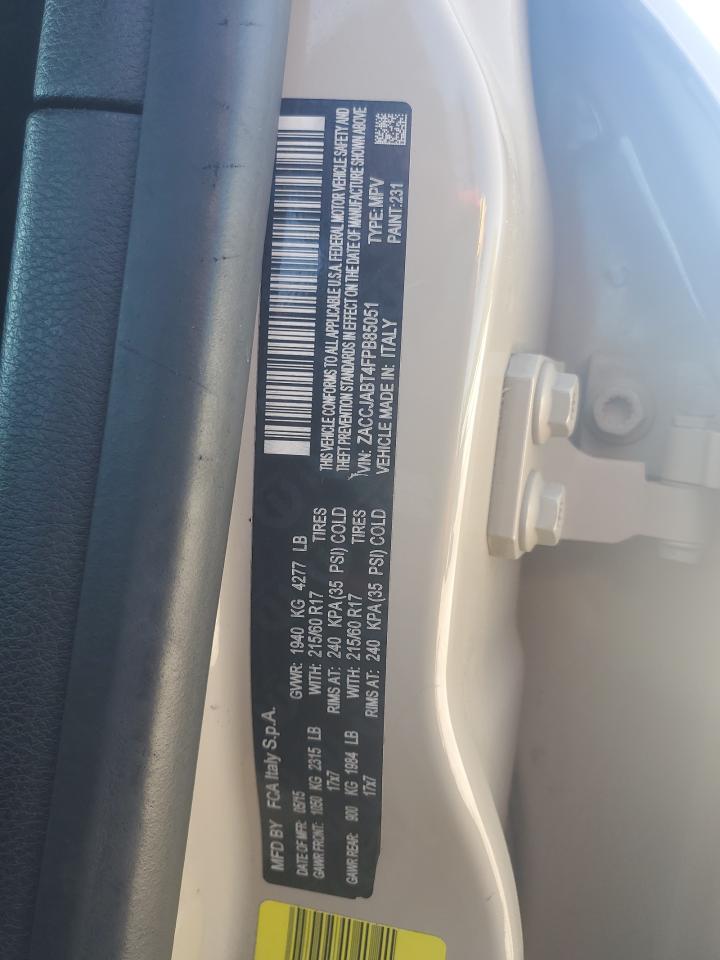 MFD BY FCA Italy S.p.A.
DATE OF MFR: 05/15 GVWR: 1940 KG 4277 LB
GAWR FRONT: 1050 KG 2315 LB WITH: 215/60 R17 TIRES
17x7 RIMS AT: 240 KPA (35 PSI) COLD
GAWR REAR: 900 KG 1984 LB WITH: 215/60 R17 TIRES
17x7 RIMS AT: 240 KPA (35 PSI) COLD
THIS VEHICLE CONFORMS TO ALL APPLICABLE U.S.A. FEDERAL MOTOR VEHICLE SAFETY AND
THEFT PREVENTION STANDARDS IN EFFECT ON THE DATE OF MANUFACTURE SHOWN ABOVE
VIN: ZACCJABT4FPB85051 TYPE: MPV
VEHICLE MADE IN: ITALY PAINT: 231